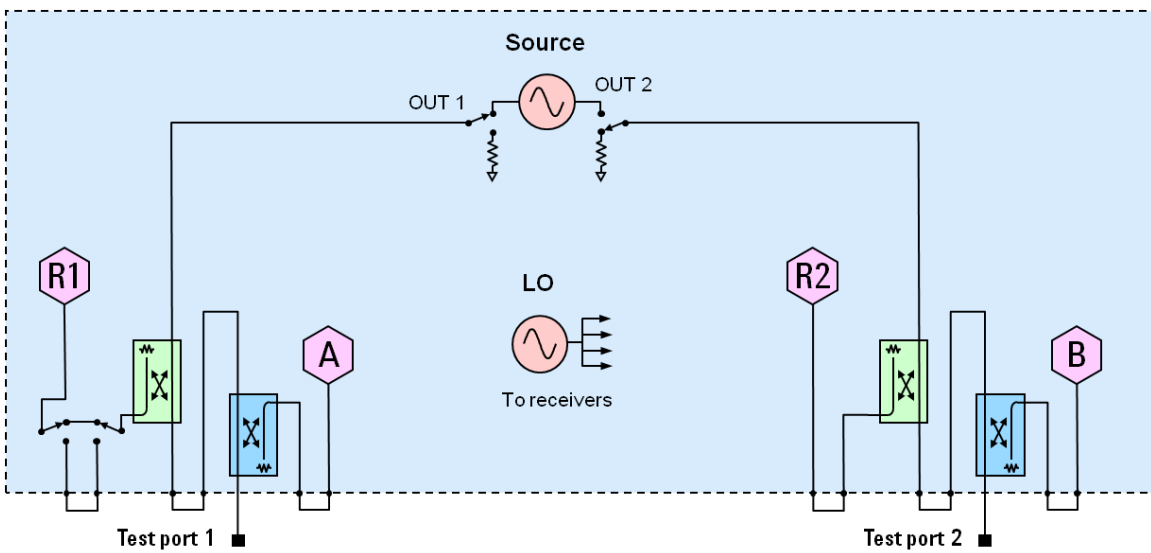 Source
OUT 1
OUT 2
R1
LO
R2
A
B
To receivers
Test port 1
Test port 2